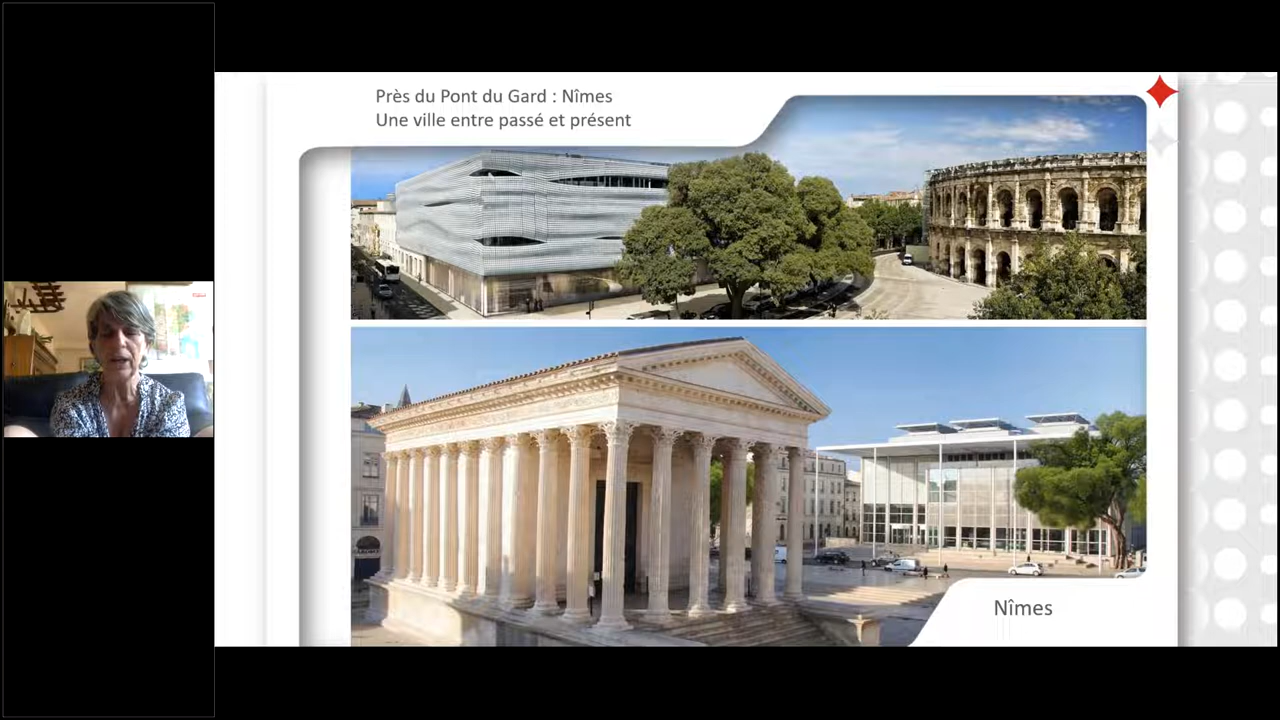 Près du Pont du Gard : Nîmes
Une ville entre passé et présent
Nîmes